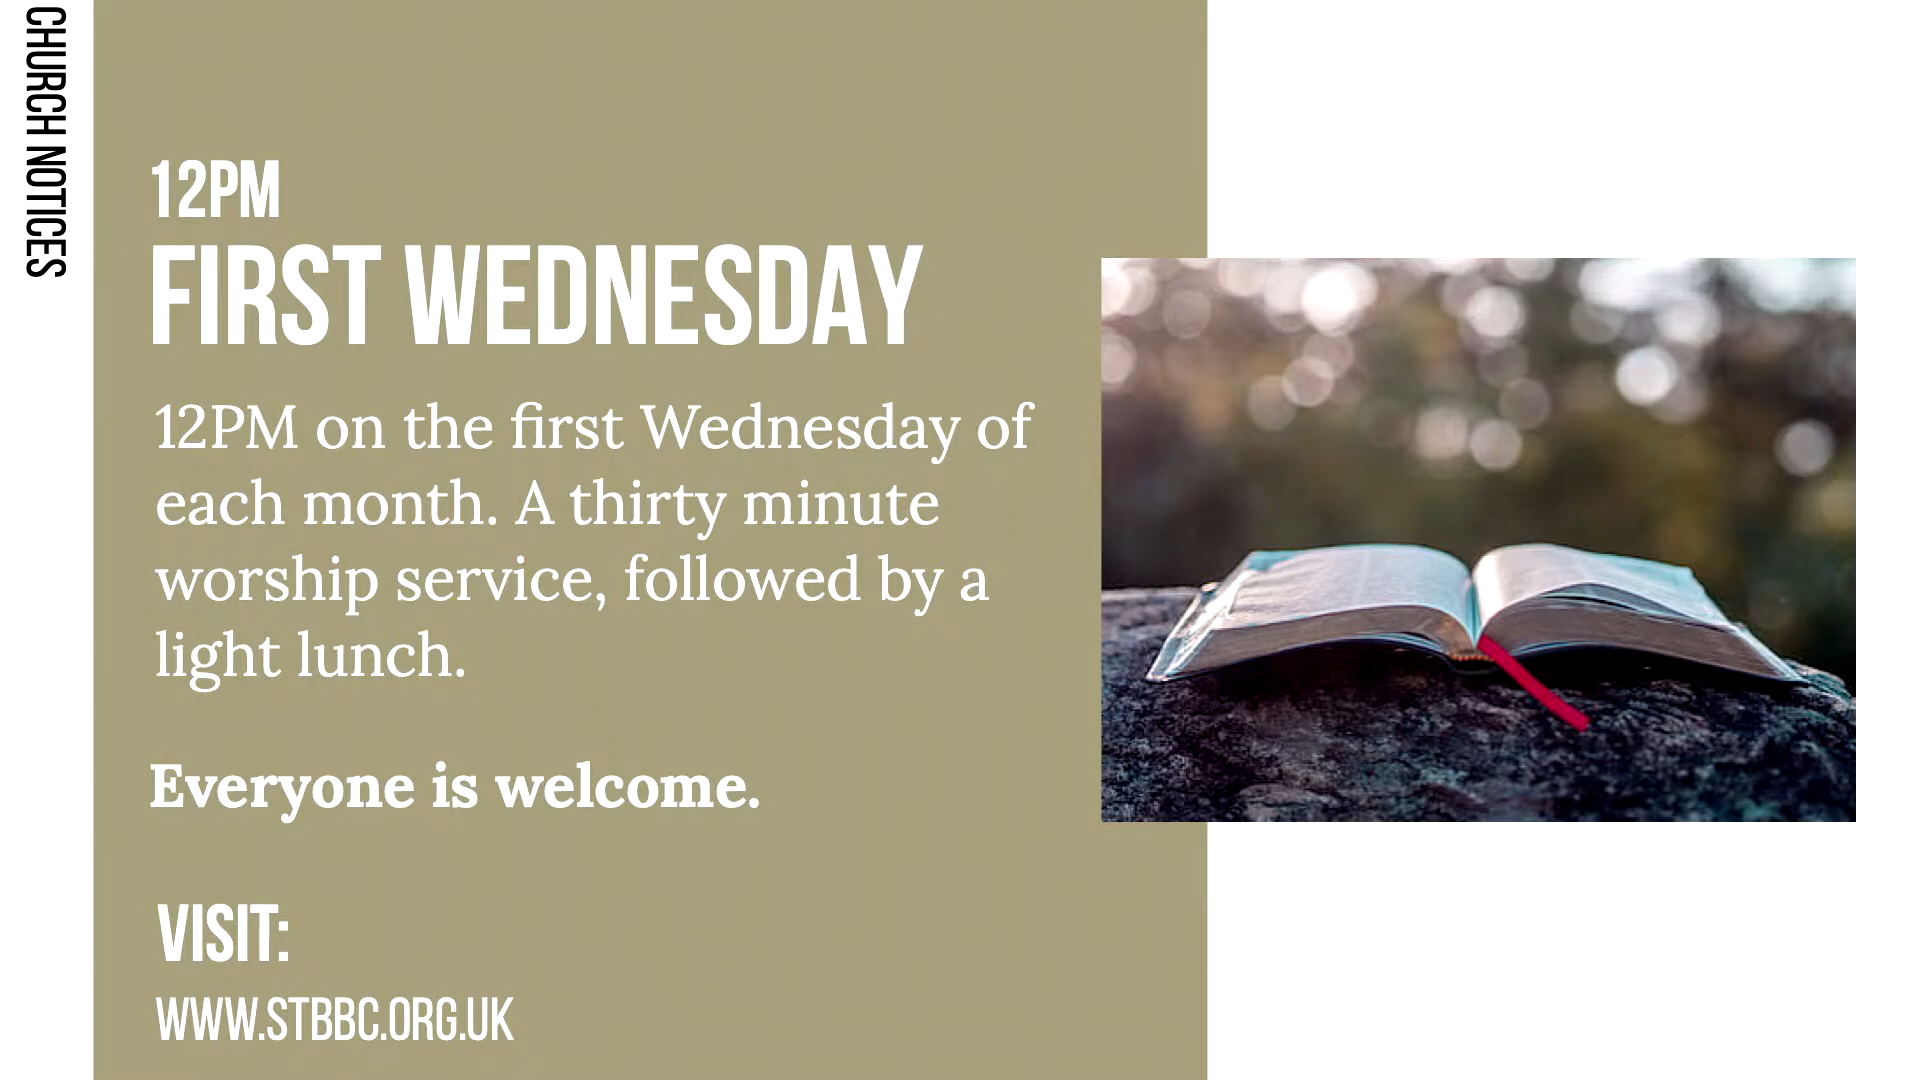 CHURCH NOTICES
12PM
FIRST WEDNESDAY
12PM on the first Wednesday of
each month. A thirty minute
worship service, followed by a
light lunch.
Everyone is welcome.
VISIT:
WWW.STBBC.ORG.UK